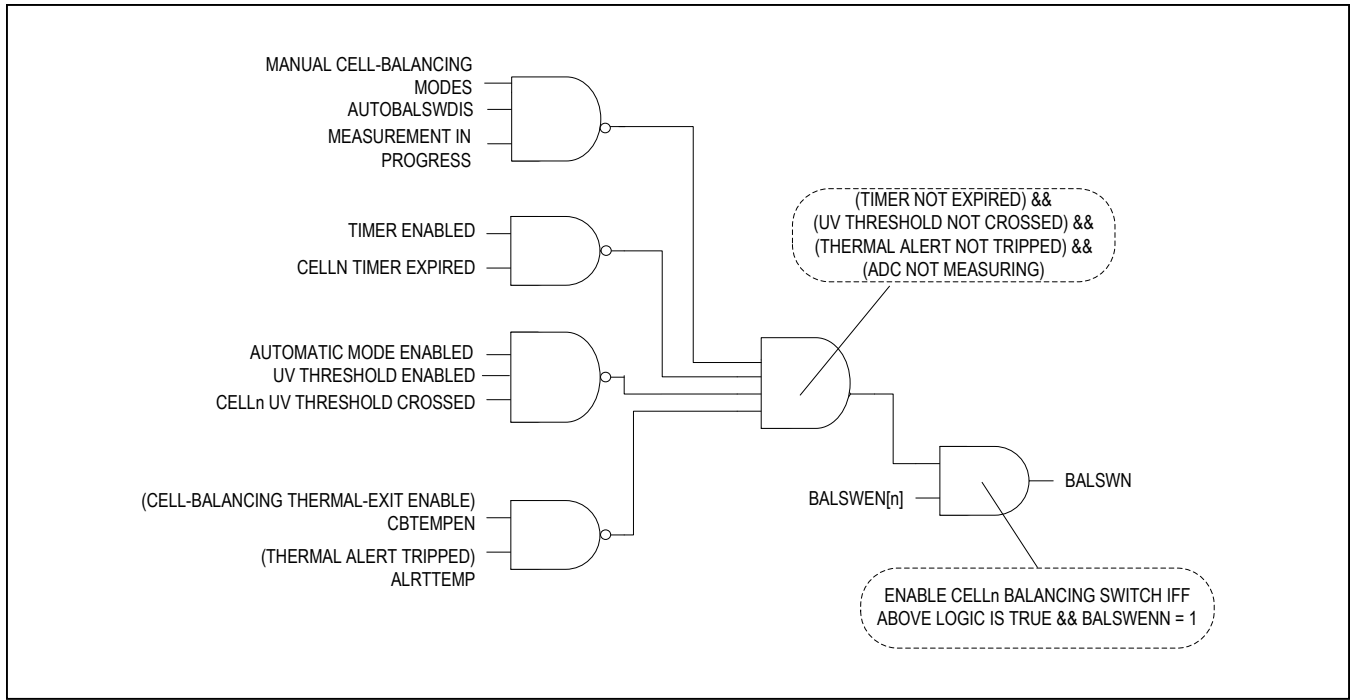 MANUAL CELL-BALANCING
MODES
AUTOBALSWDIS
MEASUREMENT IN
PROGRESS
TIMER ENABLED
CELLN TIMER EXPIRED
AUTOMATIC MODE ENABLED
UV THRESHOLD ENABLED
CELLn UV THRESHOLD CROSSED
(CELL-BALANCING THERMAL-EXIT ENABLE)
CBTEMPEN
(THERMAL ALERT TRIPPED)
ALRTTEMP
(TIMER NOT EXPIRED) &&
(UV THRESHOLD NOT CROSSED) &&
(THERMAL ALERT NOT TRIPPED) &&
(ADC NOT MEASURING)
BALSWEN[n]
BALSWN
ENABLE CELLn BALANCING SWITCH IFF
ABOVE LOGIC IS TRUE && BALSWENN = 1